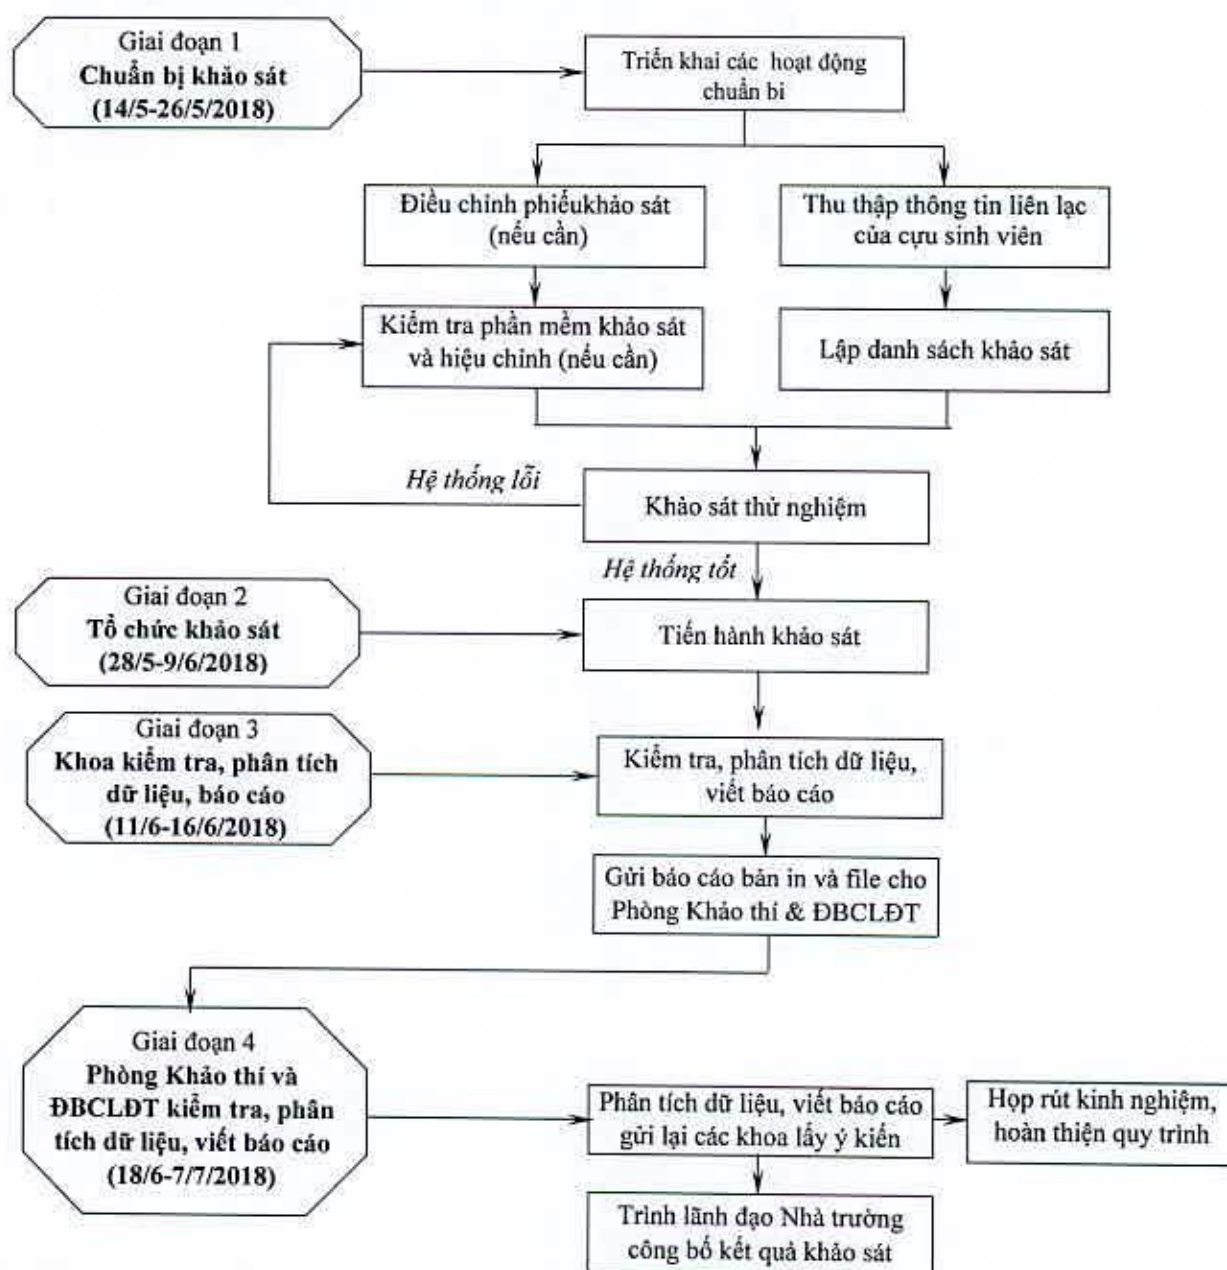 Giai đoạn 1
Chuẩn bị khảo sát
(14/5-26/5/2018)
Triển khai các hoạt động
chuẩn bi
Điều chỉnh phiếukhảo sát
(nếu cần)
Thu thập thông tin liên lạc
của cựu sinh viên
Kiểm tra phần mềm khảo sát
và hiệu chỉnh (nếu cần)
Lập danh sách khảo sát
Hệ thống lỗi
Khảo sát thử nghiệm
Hệ thống tốt
Giai đoạn 2
Tổ chức khảo sát
(28/5-9/6/2018)
Tiến hành khảo sát
Giai đoạn 3
Khoa kiểm tra, phân tích
dữ liệu, báo cáo
(11/6-16/6/2018)
Kiểm tra, phân tích dữ liệu,
viết báo cáo
Gửi báo cáo bản in và file cho
Phòng Khảo thí & ĐBCLĐT
Giai đoạn 4
Phòng Khảo thí và
ĐBCLĐT kiểm tra, phân
tích dữ liệu, viết báo cáo
(18/6-7/7/2018)
Phân tích dữ liệu, viết báo cáo
gửi lại các khoa lấy ý kiến
Họp rút kinh nghiệm,
hoàn thiện quy trình
Trình lãnh đạo Nhà trường
công bố kết quả khảo sát